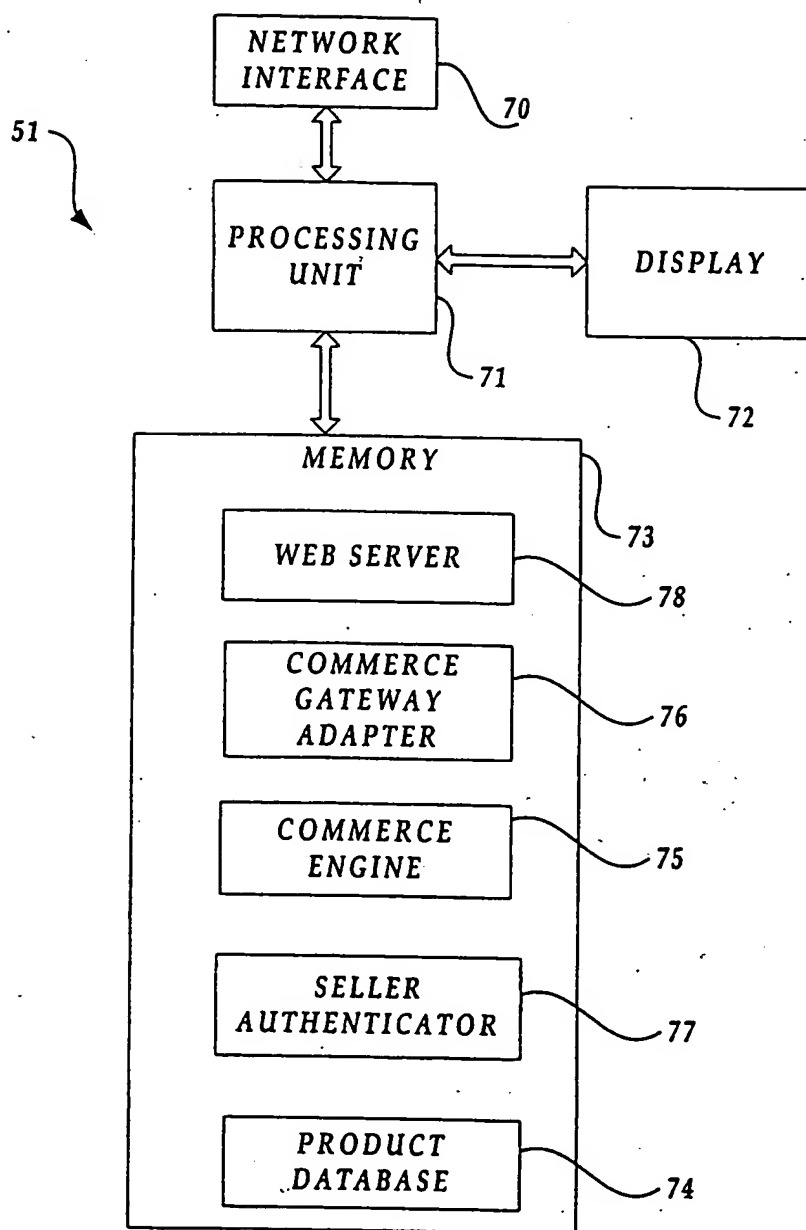 NETWORK
INTERFACE
70
51
PROCESSING
UNIT
DISPLAY
71
72
MEMORY
73
WEB SERVER
78
COMMERCE
GATEWAY
ADAPTER
76
COMMERCE
ENGINE
75
SELLER
AUTHENTICATOR
77
PRODUCT
DATABASE
74